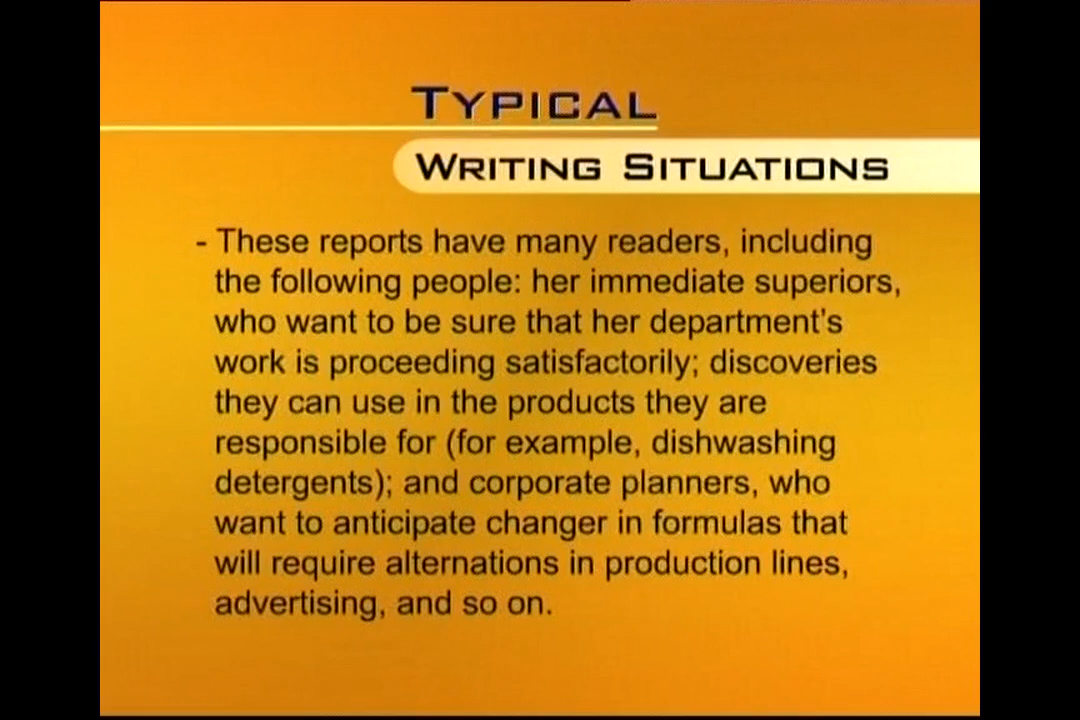 TYPICAL
WRITING SITUATIONS
- These reports have many readers, including
the following people: her immediate superiors,
who want to be sure that her department's
work is proceeding satisfactorily; discoveries
they can use in the products they are
responsible for (for example, dishwashing
detergents); and corporate planners, who
want to anticipate changer in formulas that
will require alternations in production lines,
advertising, and so on.